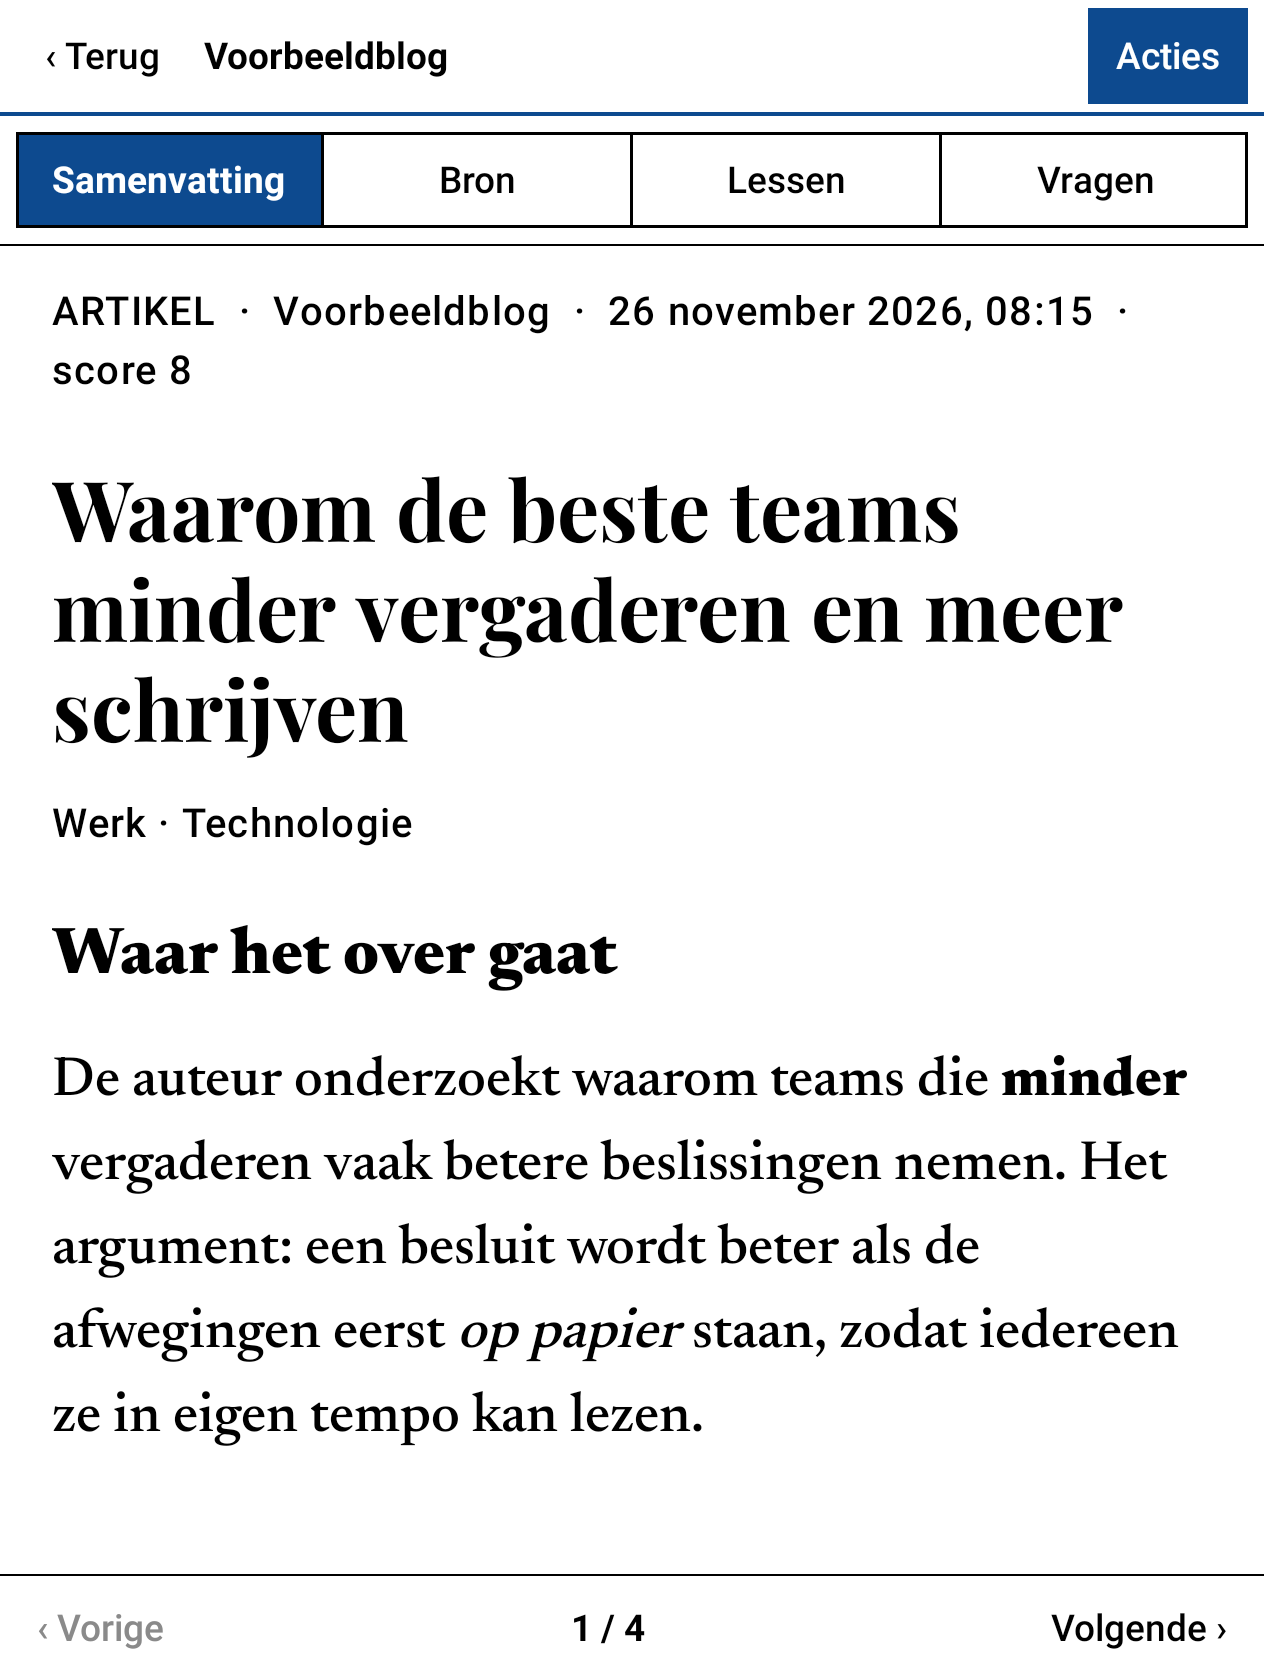 ‹ Terug Voorbeeldblog Acties
Samenvatting Bron Lessen Vragen
ARTIKEL · Voorbeeldblog · 26 november 2026, 08:15 ·
score 8
Waarom de beste teams
minder vergaderen en meer
schrijven
Werk · Technologie
Waar het over gaat
De auteur onderzoekt waarom teams die minder
vergaderen vaak betere beslissingen nemen. Het
argument: een besluit wordt beter als de
afwegingen eerst op papier staan, zodat iedereen
ze in eigen tempo kan lezen.
‹ Vorige 1 / 4 Volgende ›